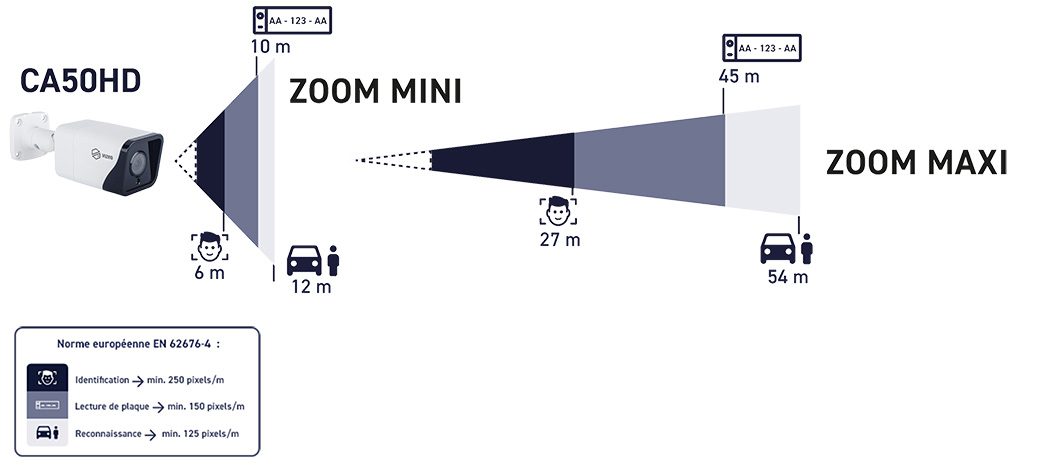 AA - 123 - AA
10 m
CA50HD
ZOOM MINI
6 m
12 m
AA - 123 - AA
45 m
ZOOM MAXI
27 m
54 m
Norme européenne EN 62676-4 :
Identification → min. 250 pixels/m
Lecture de plaque → min. 150 pixels/m
Reconnaissance → min. 125 pixels/m